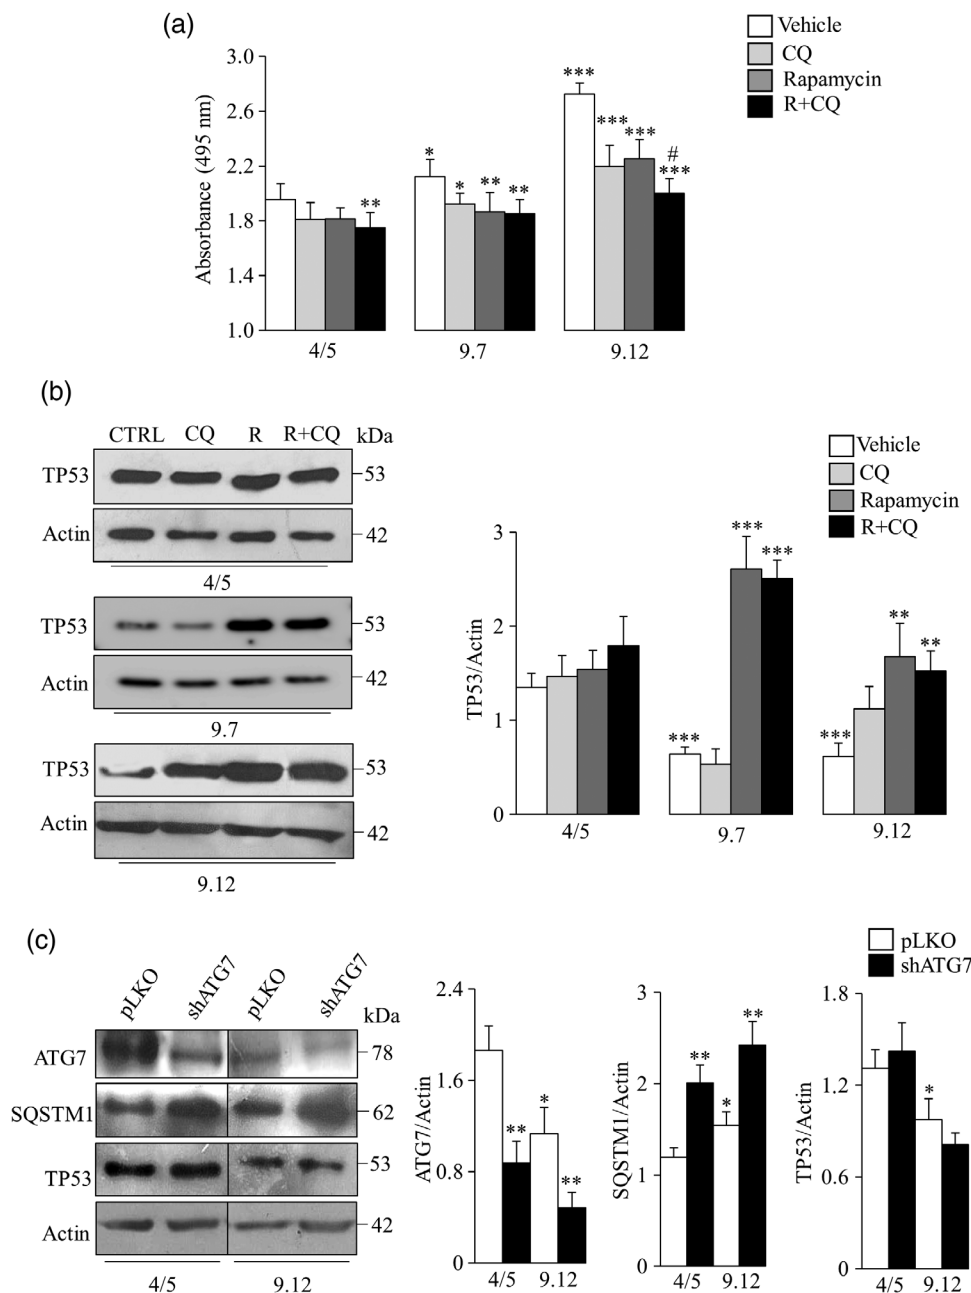 (a)
Vehicle
CQ
Rapamycin
R+CQ
Absorbance (495 nm)
3.0
2.6
2.2
1.8
1.4
1.0
**
*
*
**
**
***
***
***
#
***
4/5
9.7
9.12
(b)
CTRL CQ R R+CQ kDa
TP53 53
Actin 42
4/5
TP53 53
Actin 42
9.7
TP53 53
Actin 42
9.12
Vehicle
CQ
Rapamycin
R+CQ
TP53/Actin
3
2
1
0
***
***
***
***
**
**
4/5
9.7
9.12
(c)
pLKO shATG7 pLKO shATG7 kDa
ATG7 78
SQSTM1 62
TP53 53
Actin 42
4/5 9.12
pLKO
shATG7
ATG7/Actin
2.4
1.6
0.8
0
**
*
**
4/5 9.12
SQSTM1/Actin
3
2
1
0
**
*
**
4/5 9.12
TP53/Actin
1.8
1.2
0.6
0
*
4/5 9.12